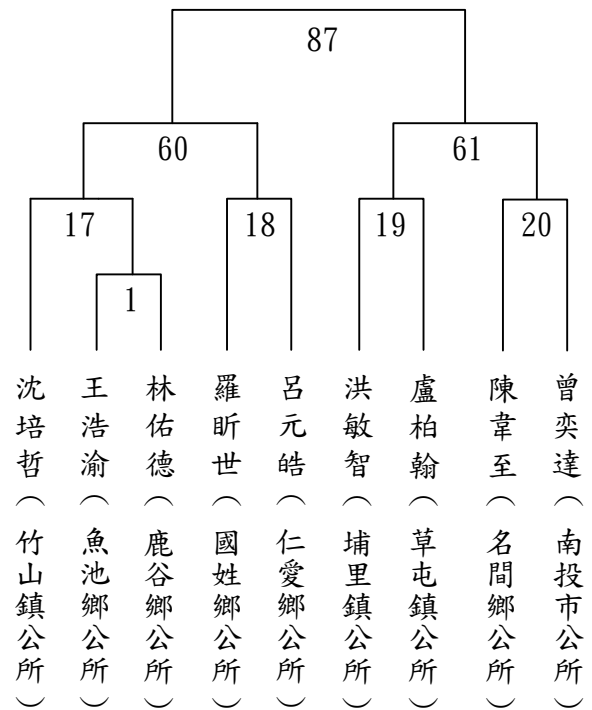 87
60
61
17
18
19
20
1
沈培哲（竹山鎮公所）
王浩渝（魚池鄉公所）
林佑德（鹿谷鄉公所）
羅昕世（國姓鄉公所）
呂元皓（仁愛鄉公所）
洪敏智（埔里鎮公所）
盧柏翰（草屯鎮公所）
陳韋至（名間鄉公所）
曾奕達（南投市公所）